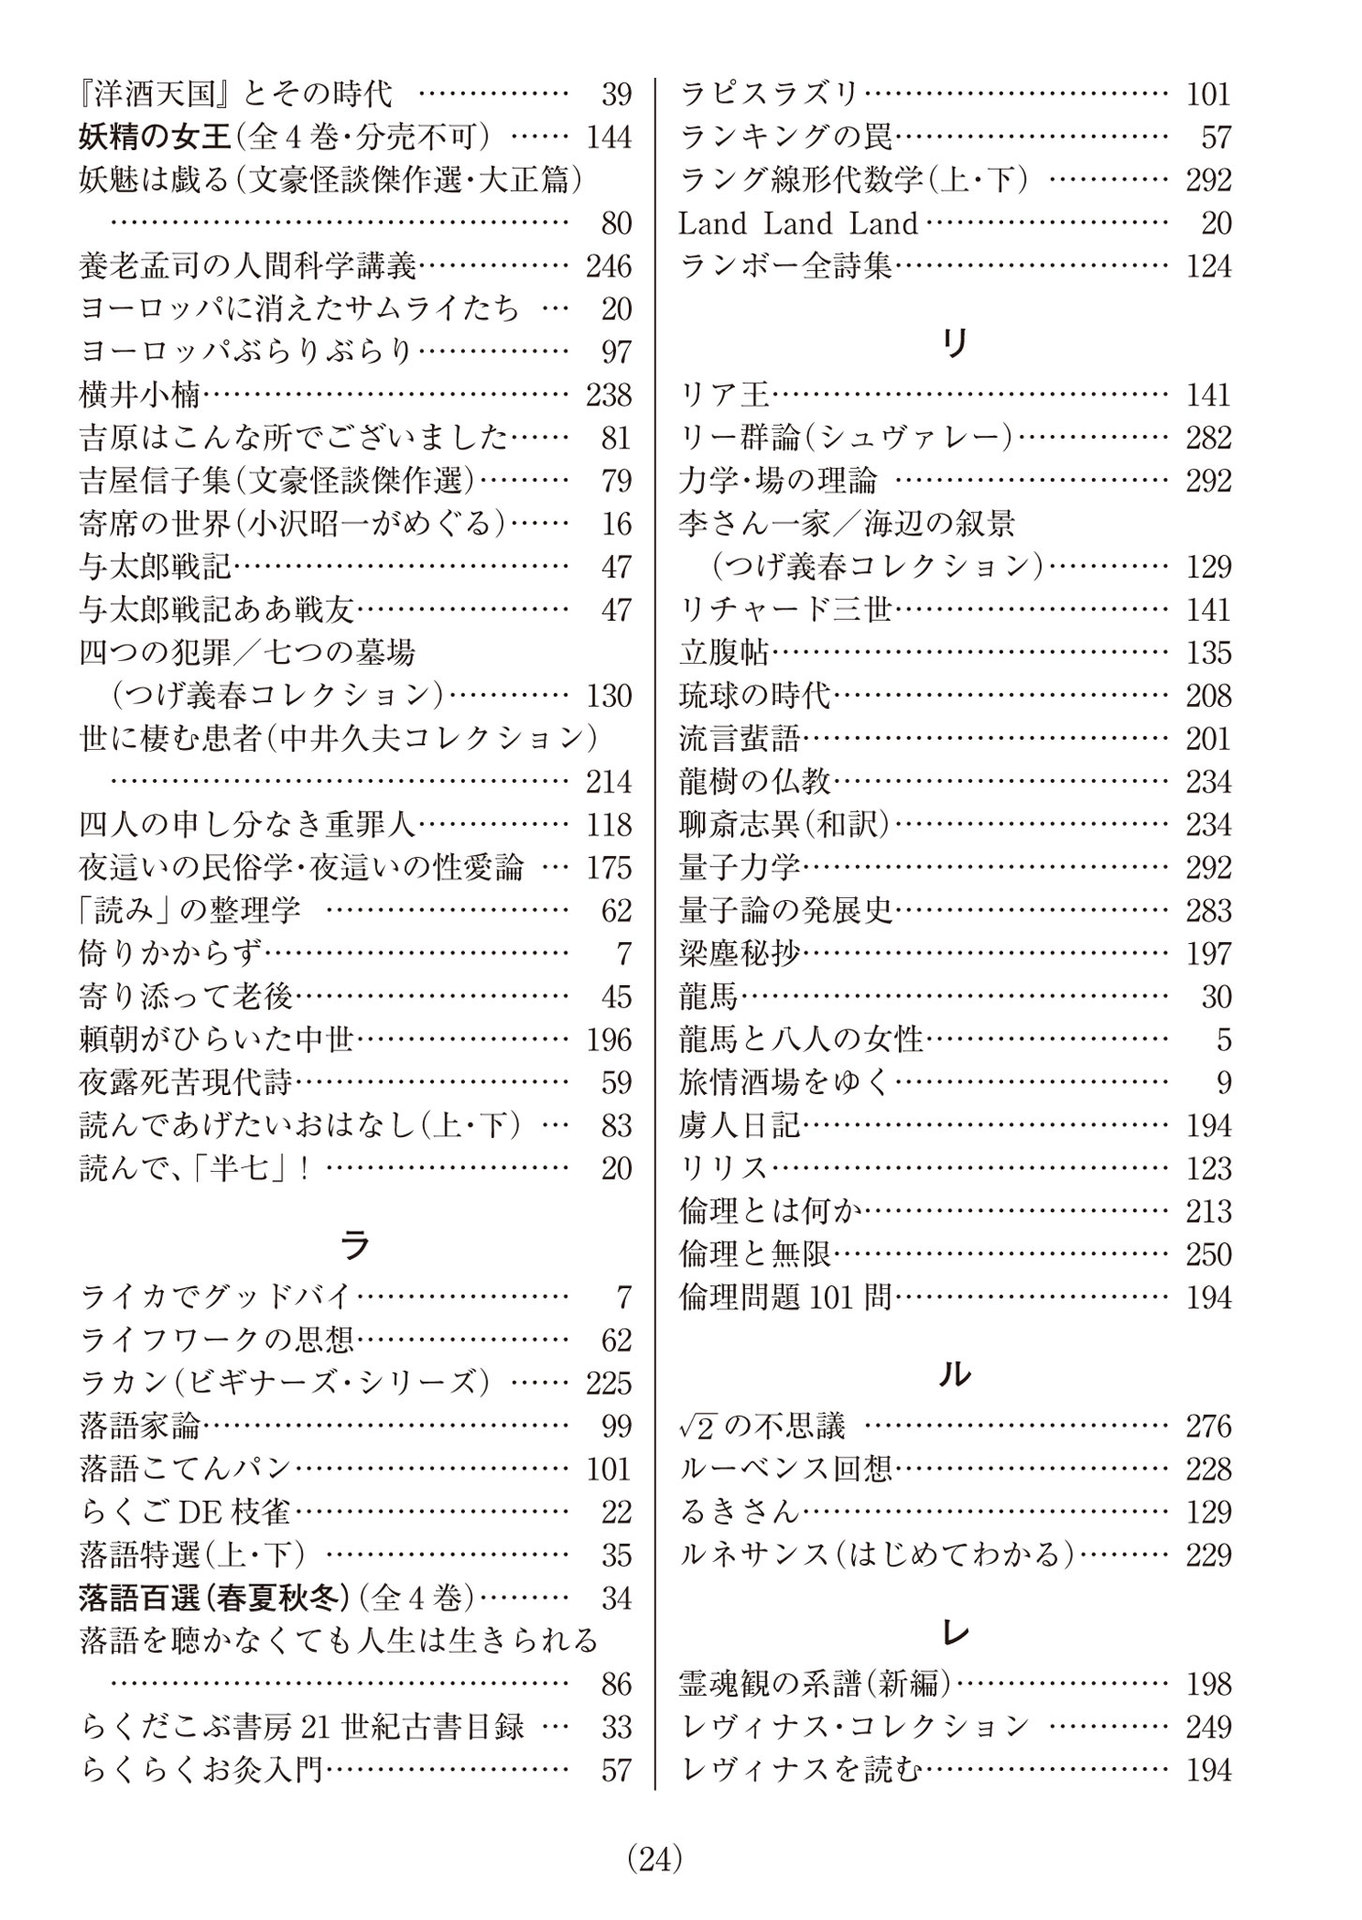 『洋酒天国』とその時代 …………… 39
妖精の女王(全4巻・分売不可) …… 144
妖魅は戯る(文豪怪談傑作選・大正篇)
……………………………………… 80
養老孟司の人間科学講義…………… 246
ヨーロッパに消えたサムライたち … 20
ヨーロッパぶらりぶらり…………… 97
横井小楠……………………………… 238
吉原はこんな所でございました…… 81
吉屋信子集(文豪怪談傑作選)……… 79
寄席の世界(小沢昭一がめぐる)…… 16
与太郎戦記…………………………… 47
与太郎戦記ああ戦友………………… 47
四つの犯罪/七つの墓場
(つげ義春コレクション)………… 130
世に棲む患者(中井久夫コレクション)
……………………………………… 214
四人の申し分なき重罪人…………… 118
夜這いの民俗学・夜這いの性愛論 … 175
「読み」の整理学 …………………… 62
倚りかからず………………………… 7
寄り添って老後……………………… 45
頼朝がひらいた中世………………… 196
夜露死苦現代詩……………………… 59
読んであげたいおはなし(上・下) … 83
読んで、「半七」! …………………… 20
ラ
ライカでグッドバイ………………… 7
ライフワークの思想………………… 62
ラカン(ビギナーズ・シリーズ) …… 225
落語家論……………………………… 99
落語こてんパン……………………… 101
らくごDE枝雀……………………… 22
落語特選(上・下) …………………… 35
落語百選(春夏秋冬)(全4巻)……… 34
落語を聴かなくても人生は生きられる
……………………………………… 86
らくだこぶ書房21世紀古書目録 … 33
らくらくお灸入門…………………… 57
ラピスラズリ………………………… 101
ランキングの罠……………………… 57
ラング線形代数学(上・下) ………… 292
Land Land Land…………………… 20
ランボー全詩集……………………… 124
リ
リア王………………………………… 141
リー群論(シュヴァレー)…………… 282
力学・場の理論 ……………………… 292
李さん一家/海辺の叙景
(つげ義春コレクション)………… 129
リチャード三世……………………… 141
立腹帖………………………………… 135
琉球の時代…………………………… 208
流言蜚語……………………………… 201
龍樹の仏教…………………………… 234
聊斎志異(和訳)……………………… 234
量子力学……………………………… 292
量子論の発展史……………………… 283
梁塵秘抄……………………………… 197
龍馬…………………………………… 30
龍馬と八人の女性…………………… 5
旅情酒場をゆく……………………… 9
虜人日記……………………………… 194
リリス………………………………… 123
倫理とは何か………………………… 213
倫理と無限…………………………… 250
倫理問題101問……………………… 194
ル
√2の不思議 ………………………… 276
ルーベンス回想……………………… 228
るきさん……………………………… 129
ルネサンス(はじめてわかる)……… 229
レ
霊魂観の系譜(新編)………………… 198
レヴィナス・コレクション ………… 249
レヴィナスを読む…………………… 194
(24)